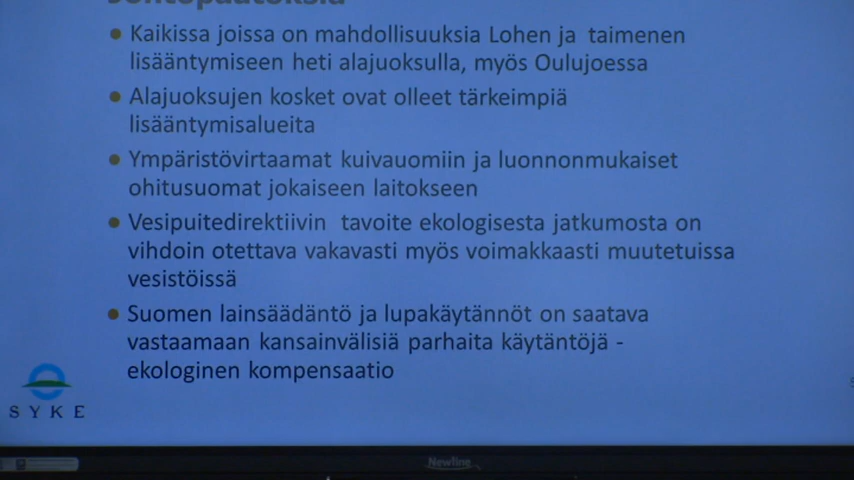 Johtopäätöksiä
● Kaikissa joissa on mahdollisuuksia Lohen ja taimenen
lisääntymiseen heti alajuoksulla, myös Oulujoessa
● Alajuoksujen kosket ovat olleet tärkeimpiä
lisääntymisalueita
● Ympäristövirtaamat kuivauomiin ja luonnonmukaiset
ohitusuomat jokaiseen laitokseen
● Vesipuitedirektiivin tavoite ekologisesta jatkumosta on
vihdoin otettava vakavasti myös voimakkaasti muutetuissa
vesistöissä
● Suomen lainsäädäntö ja lupakäytännöt on saatava
vastaamaan kansainvälisiä parhaita käytäntöjä -
ekologinen kompensaatio
SYKE
Newline